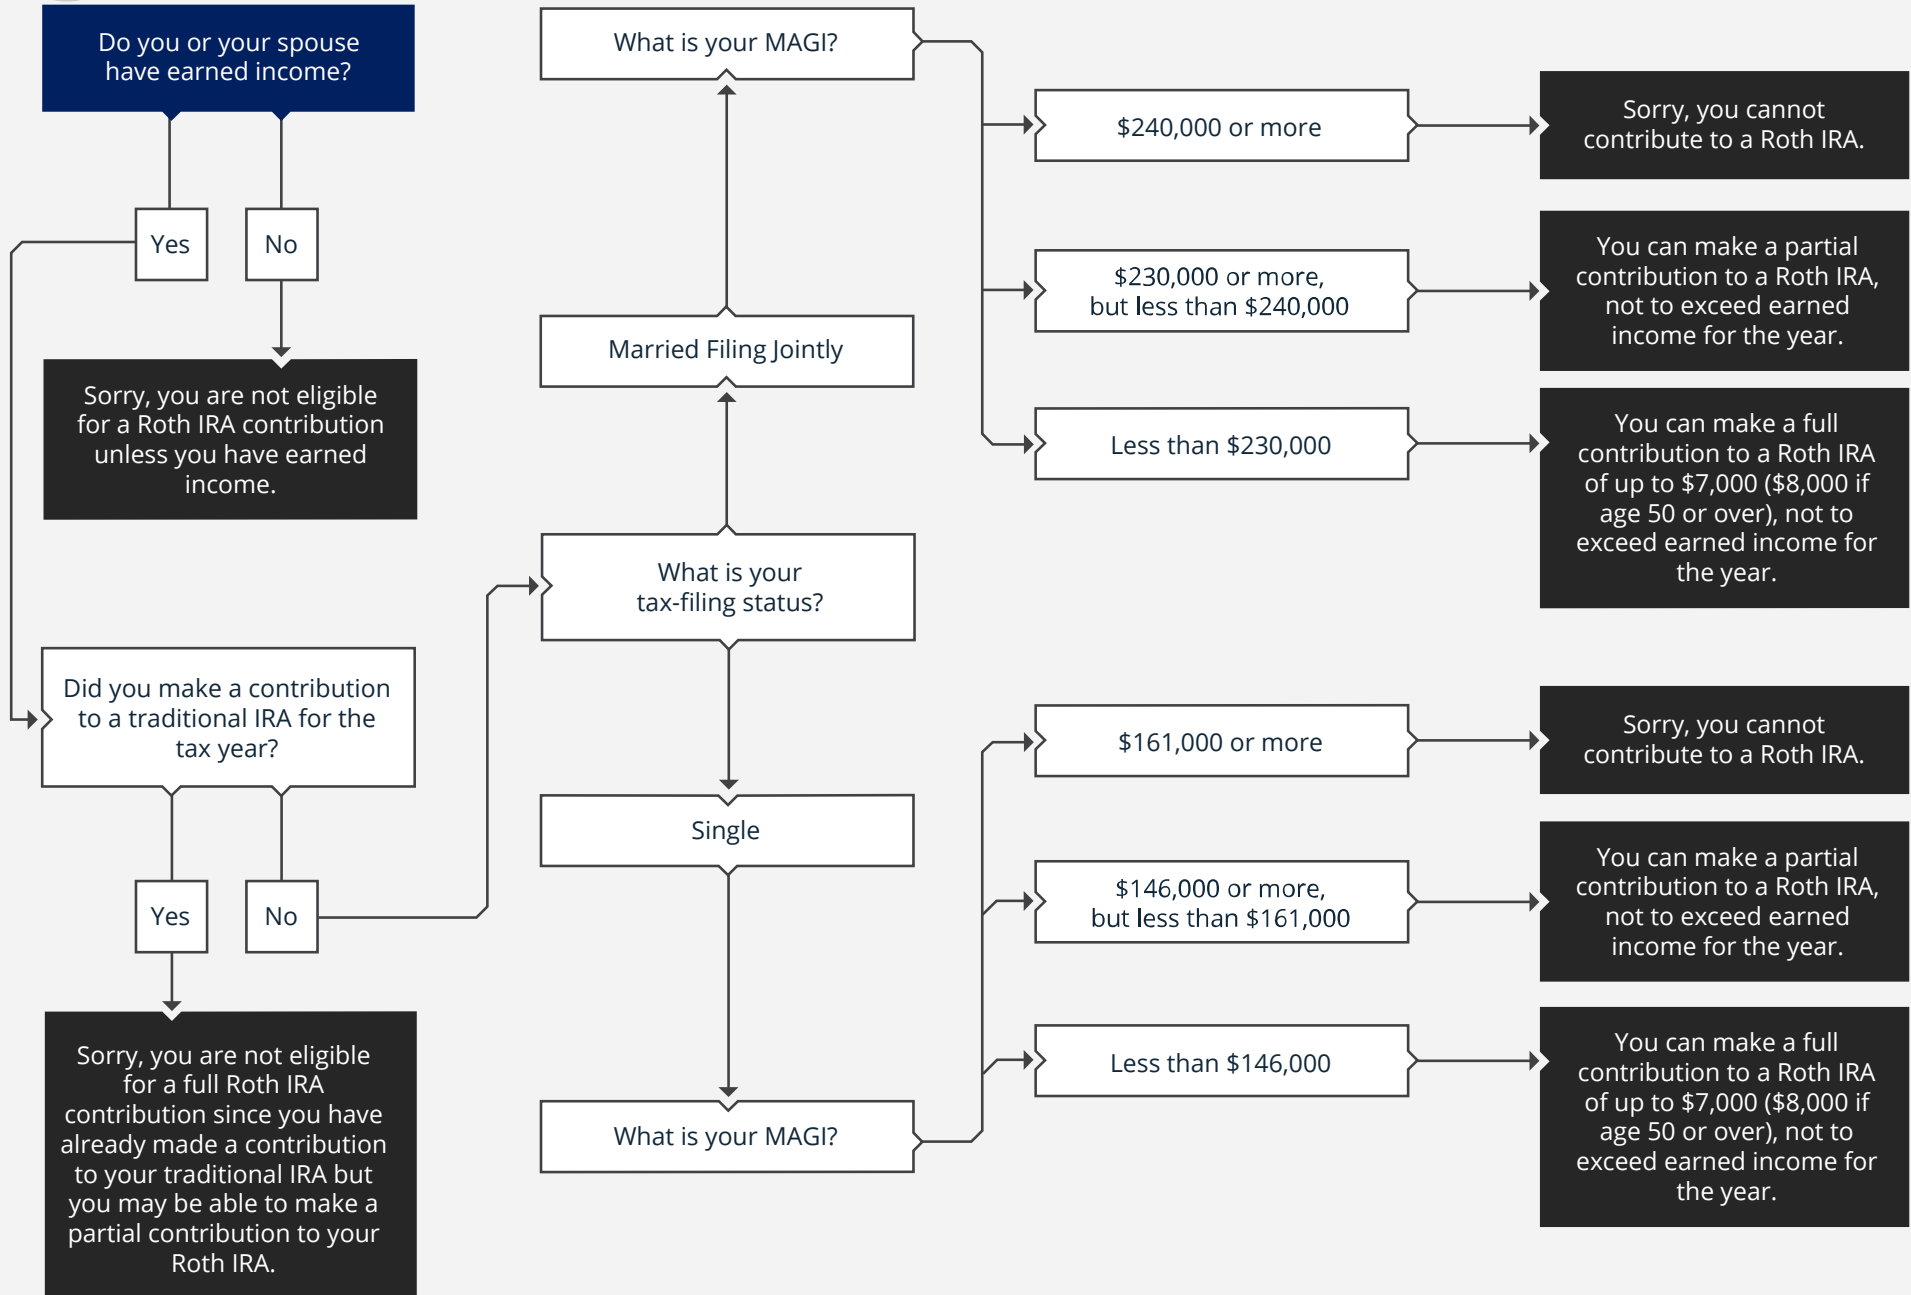 Do you or your spouse
have earned income?
Yes
No
Sorry, you are not eligible
for a Roth IRA contribution
unless you have earned
income.
Did you make a contribution
to a traditional IRA for the
tax year?
Yes
No
Sorry, you are not eligible
for a full Roth IRA
contribution since you have
already made a contribution
to your traditional IRA but
you may be able to make a
partial contribution to your
Roth IRA.
What is your
tax-filing status?
Married Filing Jointly
What is your MAGI?
$240,000 or more
Sorry, you cannot
contribute to a Roth IRA.
$230,000 or more,
but less than $240,000
You can make a partial
contribution to a Roth IRA,
not to exceed earned
income for the year.
Less than $230,000
You can make a full
contribution to a Roth IRA
of up to $7,000 ($8,000 if
age 50 or over), not to
exceed earned income for
the year.
Single
What is your MAGI?
$161,000 or more
Sorry, you cannot
contribute to a Roth IRA.
$146,000 or more,
but less than $161,000
You can make a partial
contribution to a Roth IRA,
not to exceed earned
income for the year.
Less than $146,000
You can make a full
contribution to a Roth IRA
of up to $7,000 ($8,000 if
age 50 or over), not to
exceed earned income for
the year.